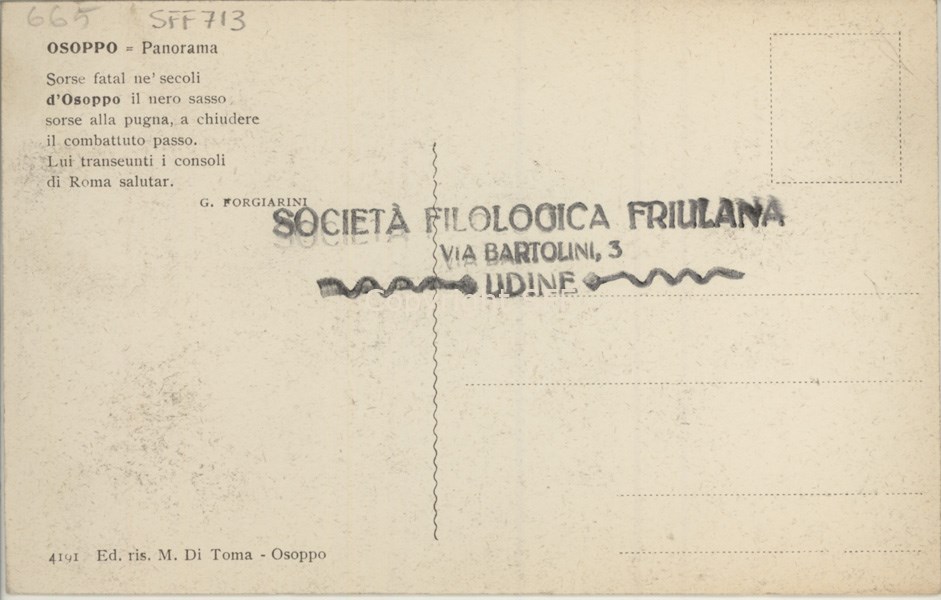 665 SFF 713
OSOPPO = Panorama
Sorse fatal ne' secoli
d'Osoppo il nero sasso
sorse alla pugna, a chiudere
il combattuto passo.
Lui transeunti i consoli
di Roma salutar.
G. FORGIARINI
SOCIETÀ FILOLOGICA FRIULANA
VIA BARTOLINI, 3
UDINE
4191 Ed. ris. M. Di Toma - Osoppo